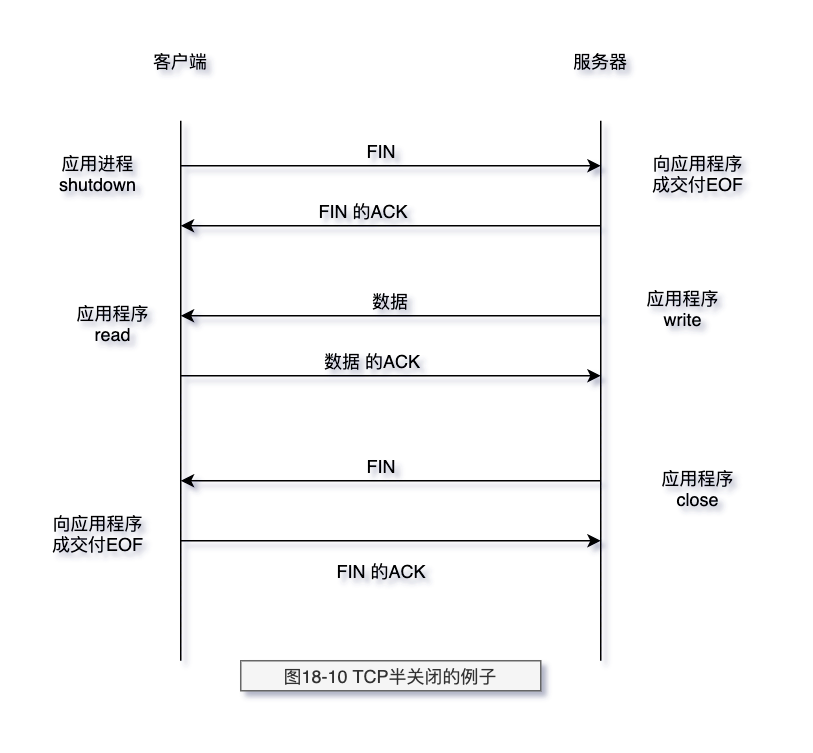 客户端
服务器
FIN
应用进程
shutdown
向应用程序
成交付EOF
FIN 的ACK
数据
应用程序
read
应用程序
write
数据 的ACK
FIN
应用程序
close
向应用程序
成交付EOF
FIN 的ACK
图18-10 TCP半关闭的例子